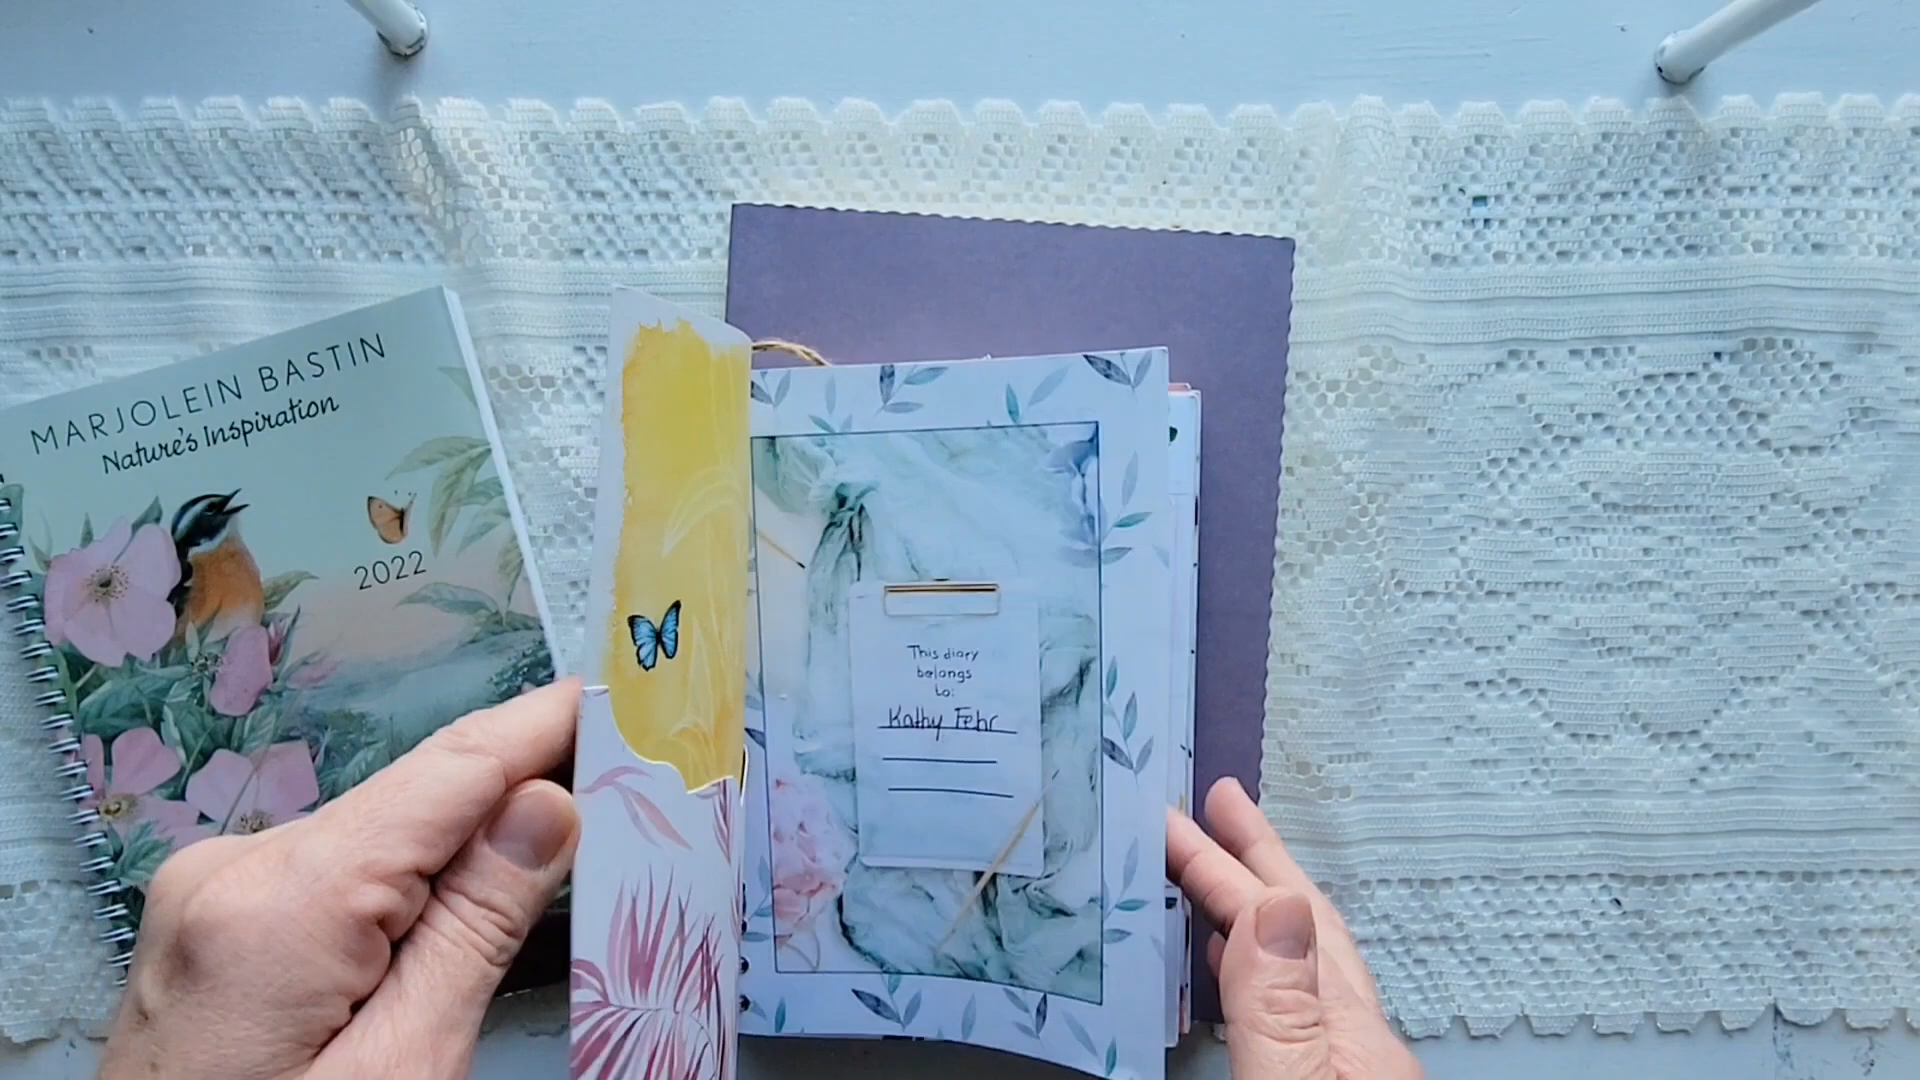 MARJOLEIN BASTIN
Nature's Inspiration
2022
This diary
belongs
to:
Kathy Fehr